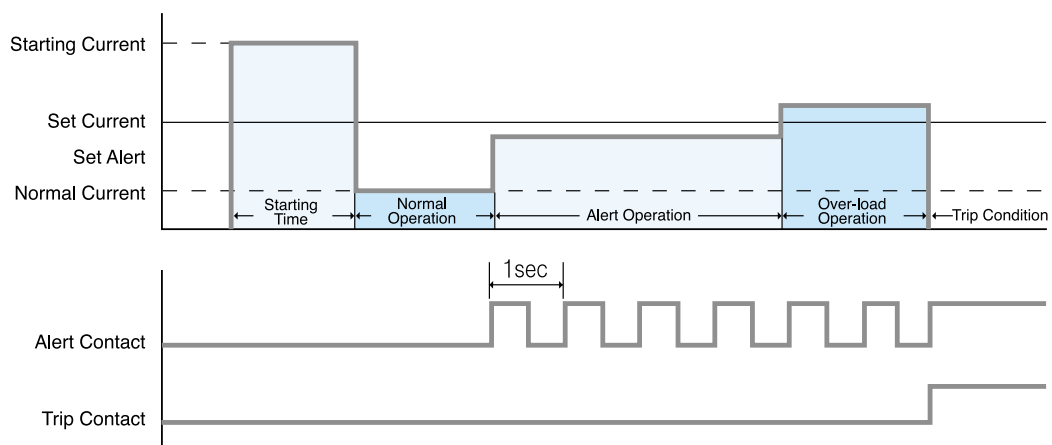 Starting Current
Set Current
Set Alert
Normal Current
Starting
Time
Normal
Operation
Alert Operation
Over-load
Operation
Trip Condition
1sec
Alert Contact
Trip Contact